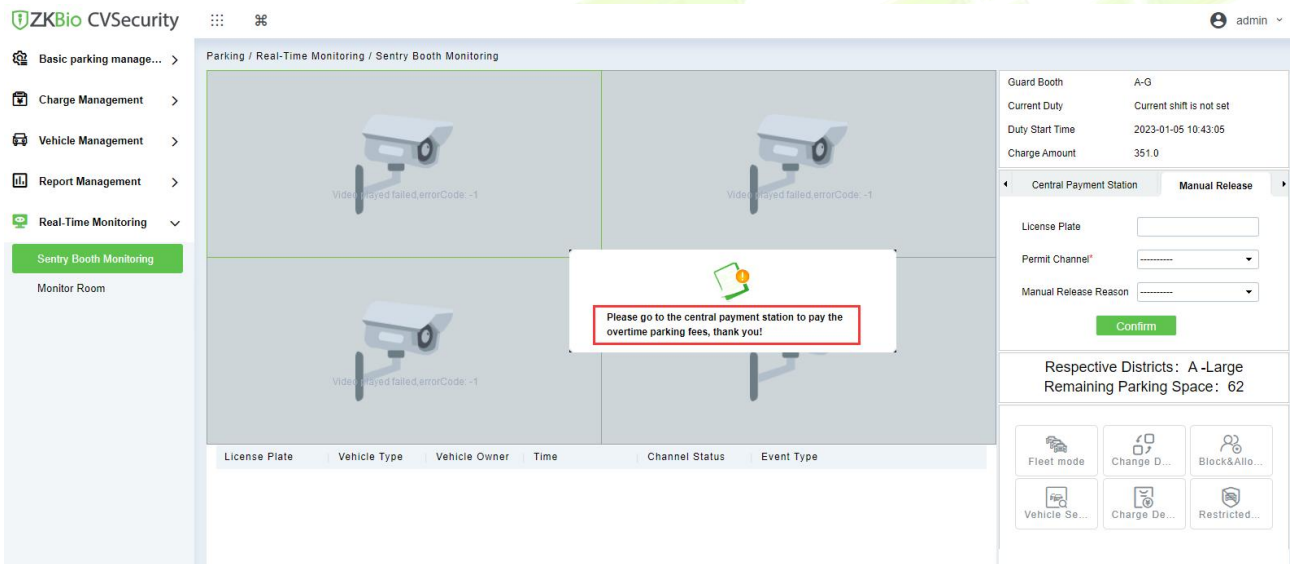 ZKBio CVSecurity
admin
Basic parking manage...
Charge Management
Vehicle Management
Report Management
Real-Time Monitoring
Sentry Booth Monitoring
Monitor Room
Parking / Real-Time Monitoring / Sentry Booth Monitoring
Video played failed,errorCode: -1
Video played failed,errorCode: -1
Video played failed,errorCode: -1
Please go to the central payment station to pay the
overtime parking fees, thank you!
License Plate Vehicle Type Vehicle Owner Time Channel Status Event Type
Guard Booth A-G
Current Duty Current shift is not set
Duty Start Time 2023-01-05 10:43:05
Charge Amount 351.0
Central Payment Station Manual Release
License Plate
Permit Channel* ----------
Manual Release Reason ----------
Confirm
Respective Districts: A -Large
Remaining Parking Space: 62
Fleet mode Change D... Block&Allo...
Vehicle Se... Charge De... Restricted...